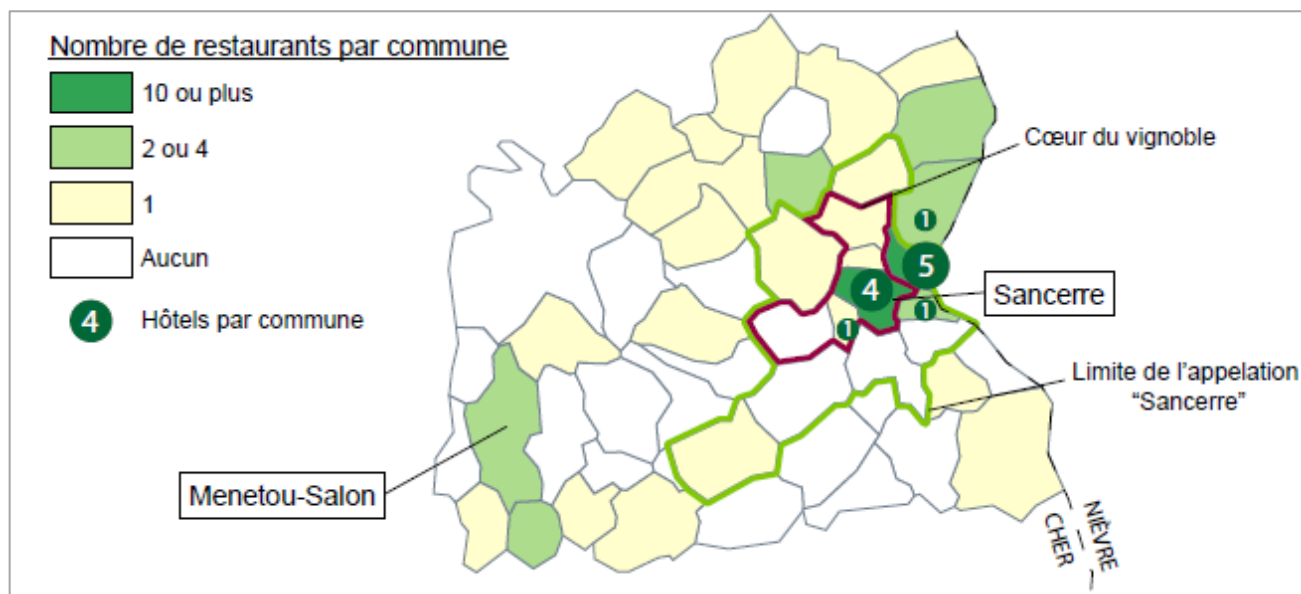 Nombre de restaurants par commune
10 ou plus
2 ou 4
1
Aucun
4 Hôtels par commune
Cœur du vignoble
1
5
4
Sancerre
1
1
Limite de l'appelation
“Sancerre”
Menetou-Salon
NIÈVRE
CHER